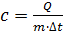 c = Q / (m·Δt)